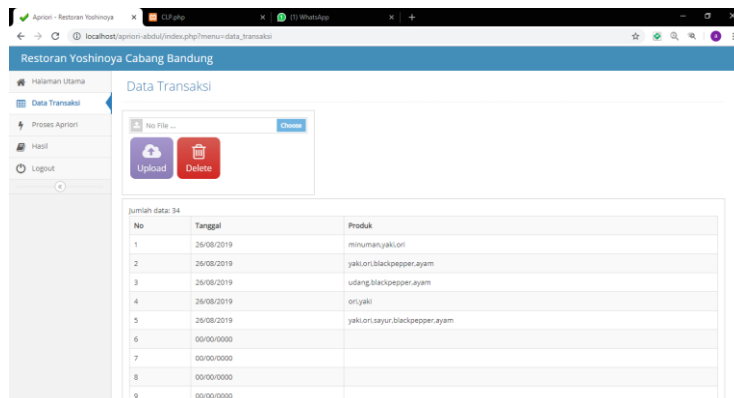 Apriori - Restoran Yoshinoya
CLP.php
(1) WhatsApp
localhost/apriori-abdul/index.php?menu=data_transaksi
Restoran Yoshinoya Cabang Bandung
Halaman Utama
Data Transaksi
Proses Apriori
Hasil
Logout
Data Transaksi
No File ...
Choose
Upload
Delete
Jumlah data: 34
No Tanggal Produk
1 26/08/2019 minuman,yaki,ori
2 26/08/2019 yaki,ori,blackpepper,ayam
3 26/08/2019 udang,blackpepper,ayam
4 26/08/2019 ori,yaki
5 26/08/2019 yaki,ori,sayur,blackpepper,ayam
6 00/00/0000
7 00/00/0000
8 00/00/0000
9 00/00/0000